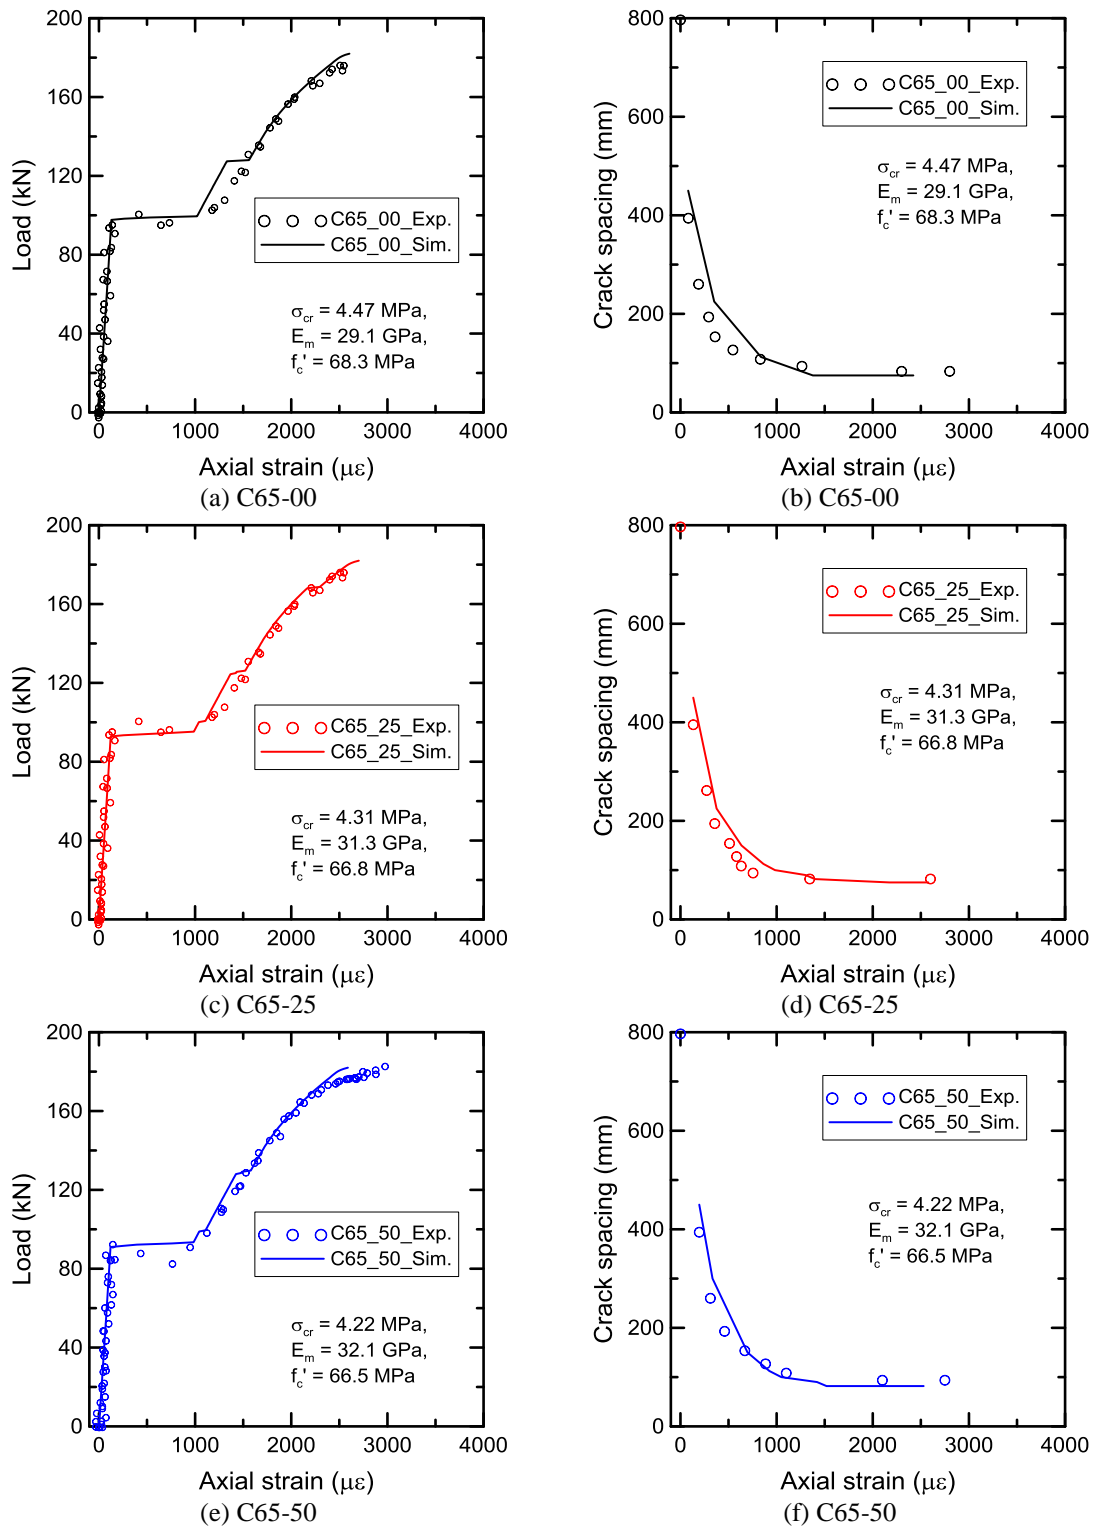 200
160
120
80
40
0
Load (kN)
C65_00_Exp.
C65_00_Sim.
σcr = 4.47 MPa,
Em = 29.1 GPa,
fc' = 68.3 MPa
0 1000 2000 3000 4000
Axial strain (με)
(a) C65-00
800
600
400
200
0
Crack spacing (mm)
C65_00_Exp.
C65_00_Sim.
σcr = 4.47 MPa,
Em = 29.1 GPa,
fc' = 68.3 MPa
0 1000 2000 3000 4000
Axial strain (με)
(b) C65-00
200
160
120
80
40
0
Load (kN)
C65_25_Exp.
C65_25_Sim.
σcr = 4.31 MPa,
Em = 31.3 GPa,
fc' = 66.8 MPa
0 1000 2000 3000 4000
Axial strain (με)
(c) C65-25
800
600
400
200
0
Crack spacing (mm)
C65_25_Exp.
C65_25_Sim.
σcr = 4.31 MPa,
Em = 31.3 GPa,
fc' = 66.8 MPa
0 1000 2000 3000 4000
Axial strain (με)
(d) C65-25
200
160
120
80
40
0
Load (kN)
C65_50_Exp.
C65_50_Sim.
σcr = 4.22 MPa,
Em = 32.1 GPa,
fc' = 66.5 MPa
0 1000 2000 3000 4000
Axial strain (με)
(e) C65-50
800
600
400
200
0
Crack spacing (mm)
C65_50_Exp.
C65_50_Sim.
σcr = 4.22 MPa,
Em = 32.1 GPa,
fc' = 66.5 MPa
0 1000 2000 3000 4000
Axial strain (με)
(f) C65-50